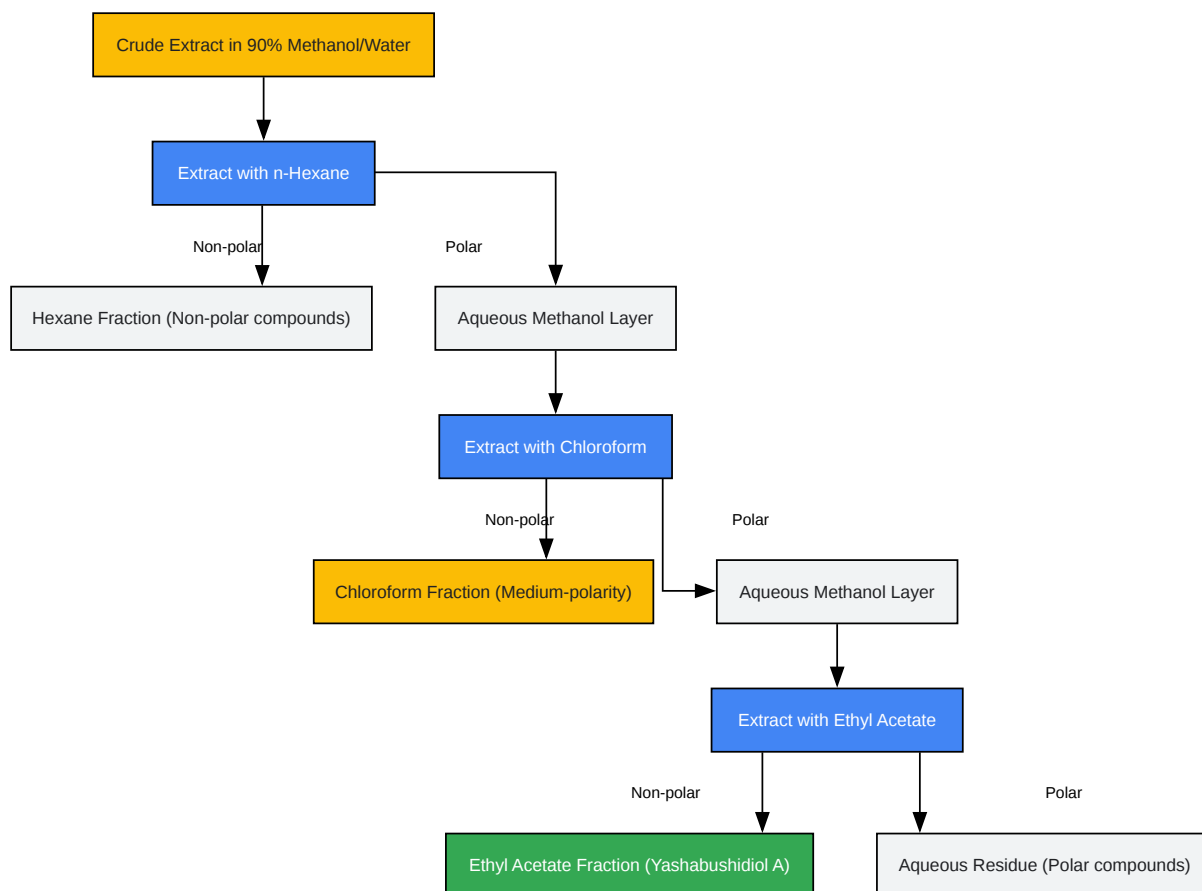 Crude Extract in 90% Methanol/Water
Extract with n-Hexane
Non-polar
Polar
Hexane Fraction (Non-polar compounds)
Aqueous Methanol Layer
Extract with Chloroform
Non-polar
Polar
Chloroform Fraction (Medium-polarity)
Aqueous Methanol Layer
Extract with Ethyl Acetate
Non-polar
Polar
Ethyl Acetate Fraction (Yashabushidiol A)
Aqueous Residue (Polar compounds)